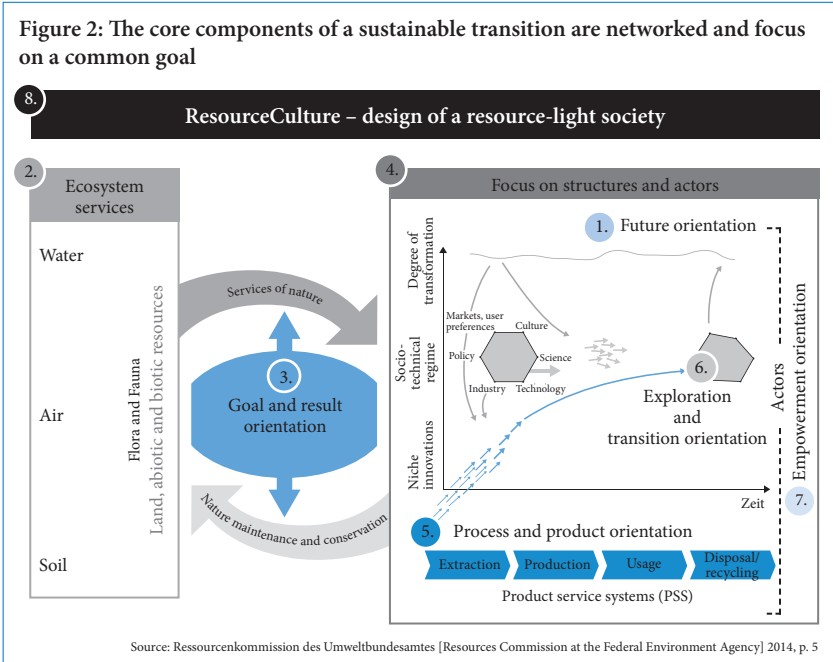 Figure 2: The core components of a sustainable transition are networked and focus
on a common goal
8.
ResourceCulture – design of a resource-light society
2.
Ecosystem
services
Water
Air
Soil
Flora and Fauna
Land, abiotic and biotic resources
Services of nature
3.
Goal and result
orientation
Nature maintenance and conservation
4.
Focus on structures and actors
1. Future orientation
Degree of
transformation
Socio-
technical
regime
Niche
innovations
Markets, user
preferences
Culture
Policy
Science
Industry
Technology
6.
Exploration
and
transition orientation
Zeit
Actors
Empowerment orientation
7.
5. Process and product orientation
Extraction
Production
Usage
Disposal/
recycling
Product service systems (PSS)
Source: Ressourcenkommission des Umweltbundesamtes [Resources Commission at the Federal Environment Agency] 2014, p. 5